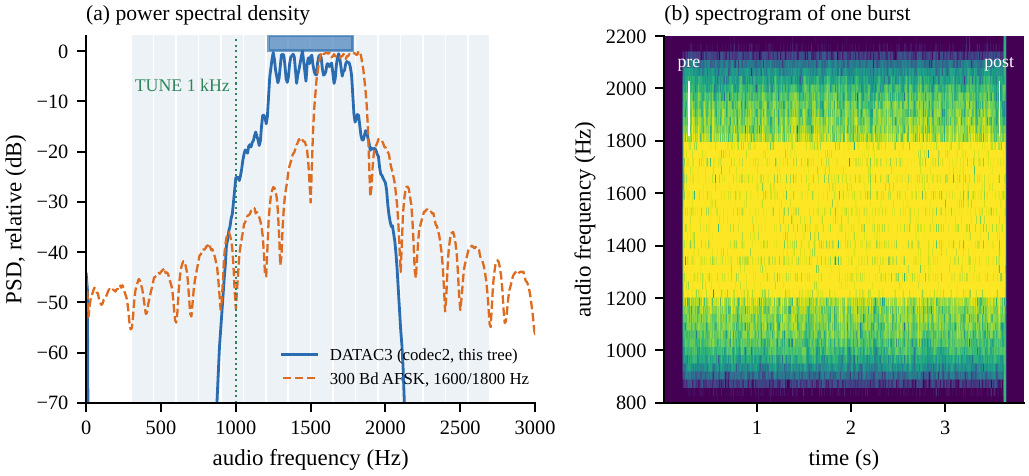 (a) power spectral density
PSD, relative (dB)
0
−10
−20
−30
−40
−50
−60
−70
TUNE 1 kHz
DATAC3 (codec2, this tree)
300 Bd AFSK, 1600/1800 Hz
0
500
1000
1500
2000
2500
3000
audio frequency (Hz)
(b) spectrogram of one burst
audio frequency (Hz)
2200
2000
1800
1600
1400
1200
1000
800
pre
post
1
2
3
time (s)